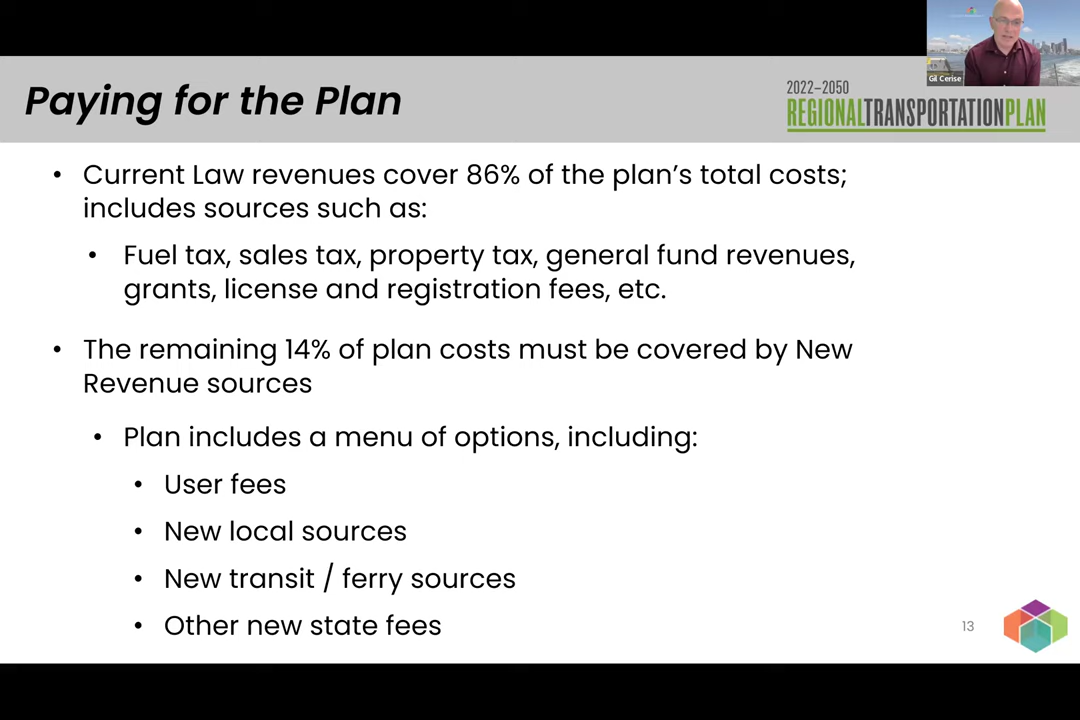 Gil Cerise
Paying for the Plan
2022–2050
REGIONALTRANSPORTATIONPLAN
• Current Law revenues cover 86% of the plan’s total costs;
includes sources such as:
• Fuel tax, sales tax, property tax, general fund revenues,
grants, license and registration fees, etc.
• The remaining 14% of plan costs must be covered by New
Revenue sources
• Plan includes a menu of options, including:
• User fees
• New local sources
• New transit / ferry sources
• Other new state fees
13